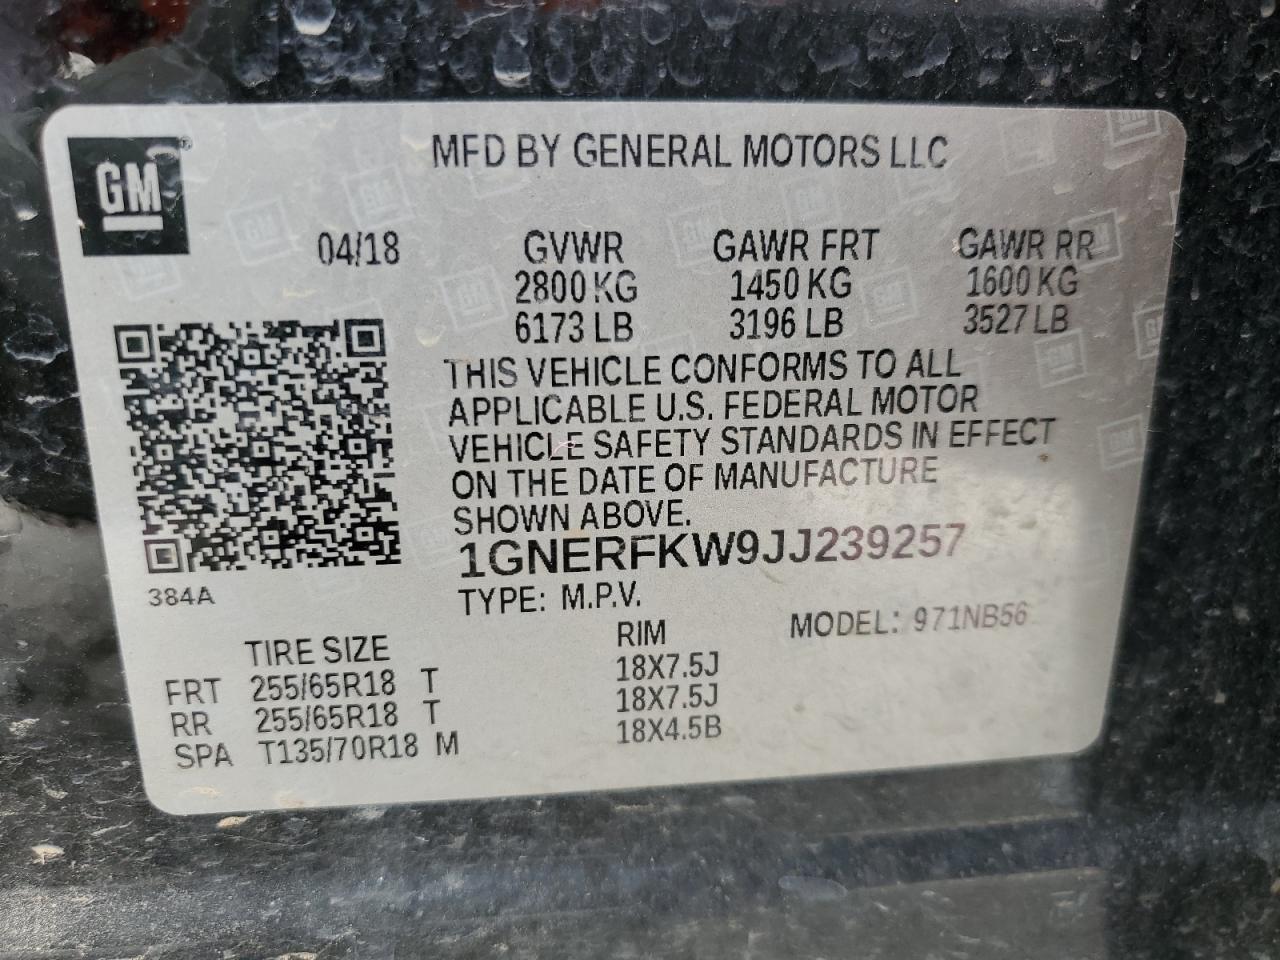 GM
MFD BY GENERAL MOTORS LLC
04/18 GVWR GAWR FRT GAWR RR
2800 KG 1450 KG 1600 KG
6173 LB 3196 LB 3527 LB
THIS VEHICLE CONFORMS TO ALL
APPLICABLE U.S. FEDERAL MOTOR
VEHICLE SAFETY STANDARDS IN EFFECT
ON THE DATE OF MANUFACTURE
SHOWN ABOVE.
1GNERFKW9JJ239257
384A
TYPE: M.P.V. MODEL: 971NB56
TIRE SIZE RIM
FRT 255/65R18 T 18X7.5J
RR 255/65R18 T 18X7.5J
SPA T135/70R18 M 18X4.5B